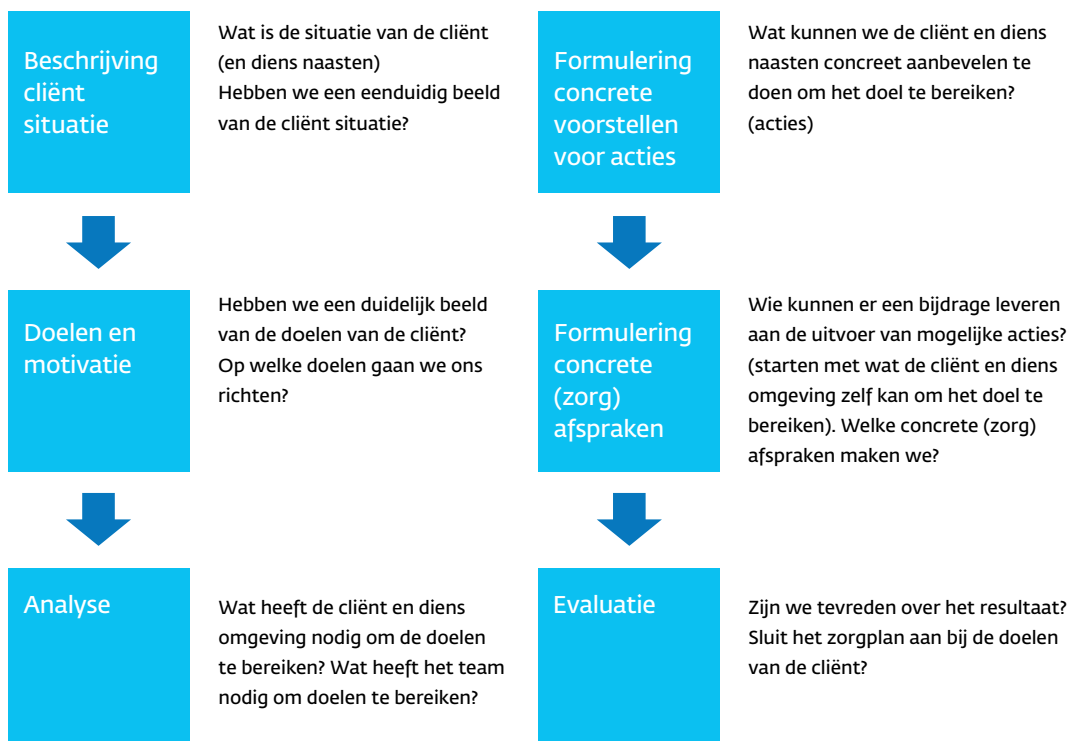 Beschrijving
cliënt
situatie
Wat is de situatie van de cliënt
(en diens naasten)
Hebben we een eenduidig beeld
van de cliënt situatie?
Doelen en
motivatie
Hebben we een duidelijk beeld
van de doelen van de cliënt?
Op welke doelen gaan we ons
richten?
Analyse
Wat heeft de cliënt en diens
omgeving nodig om de doelen
te bereiken? Wat heeft het team
nodig om doelen te bereiken?
Formulering
concrete
voorstellen
voor acties
Wat kunnen we de cliënt en diens
naasten concreet aanbevelen te
doen om het doel te bereiken?
(acties)
Formulering
concrete
(zorg)
afspraken
Wie kunnen er een bijdrage leveren
aan de uitvoer van mogelijke acties?
(starten met wat de cliënt en diens
omgeving zelf kan om het doel te
bereiken). Welke concrete (zorg)
afspraken maken we?
Evaluatie
Zijn we tevreden over het resultaat?
Sluit het zorgplan aan bij de doelen
van de cliënt?